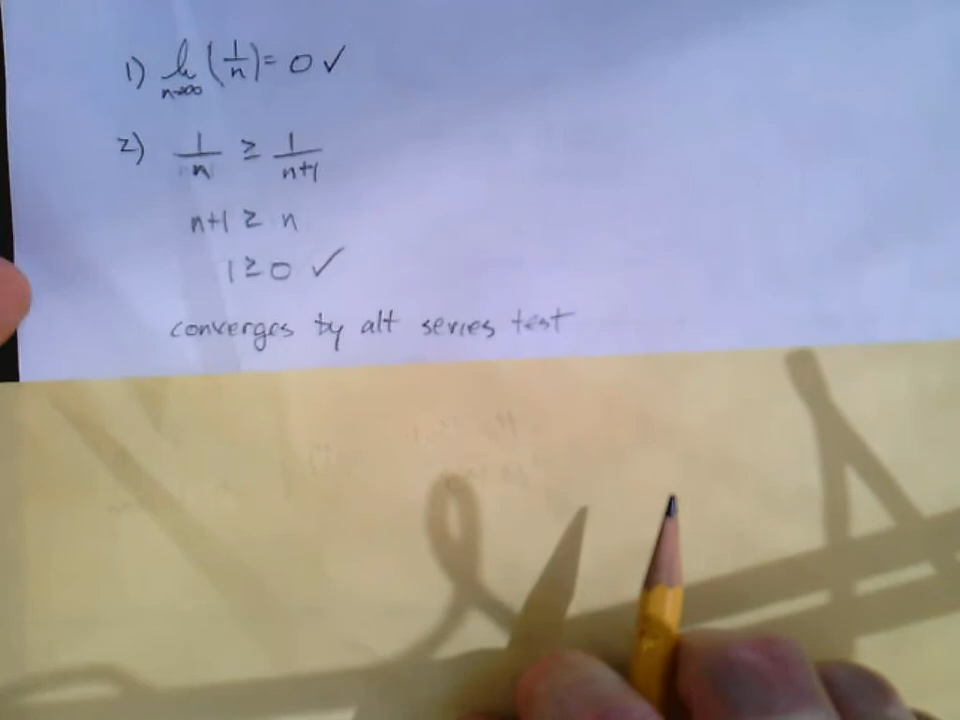 1) lim n→∞ (1/n) = 0 ✓
2) 1/n ≥ 1/n+1
n+1 ≥ n
1 ≥ 0 ✓
converges by alt series test